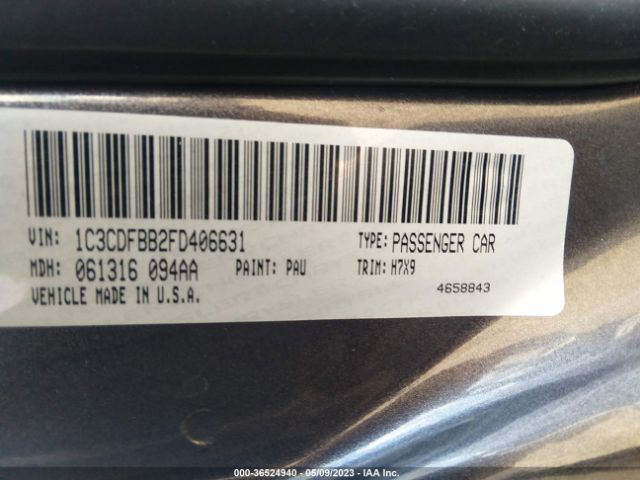 VIN: 1C3CDFBB2FD406631 TYPE: PASSENGER CAR
MDH: 061316 094AA PAINT: PAU TRIM: H7X9
VEHICLE MADE IN U.S.A. 4658843
000-36524940 - 05/09/2023 - IAA Inc.